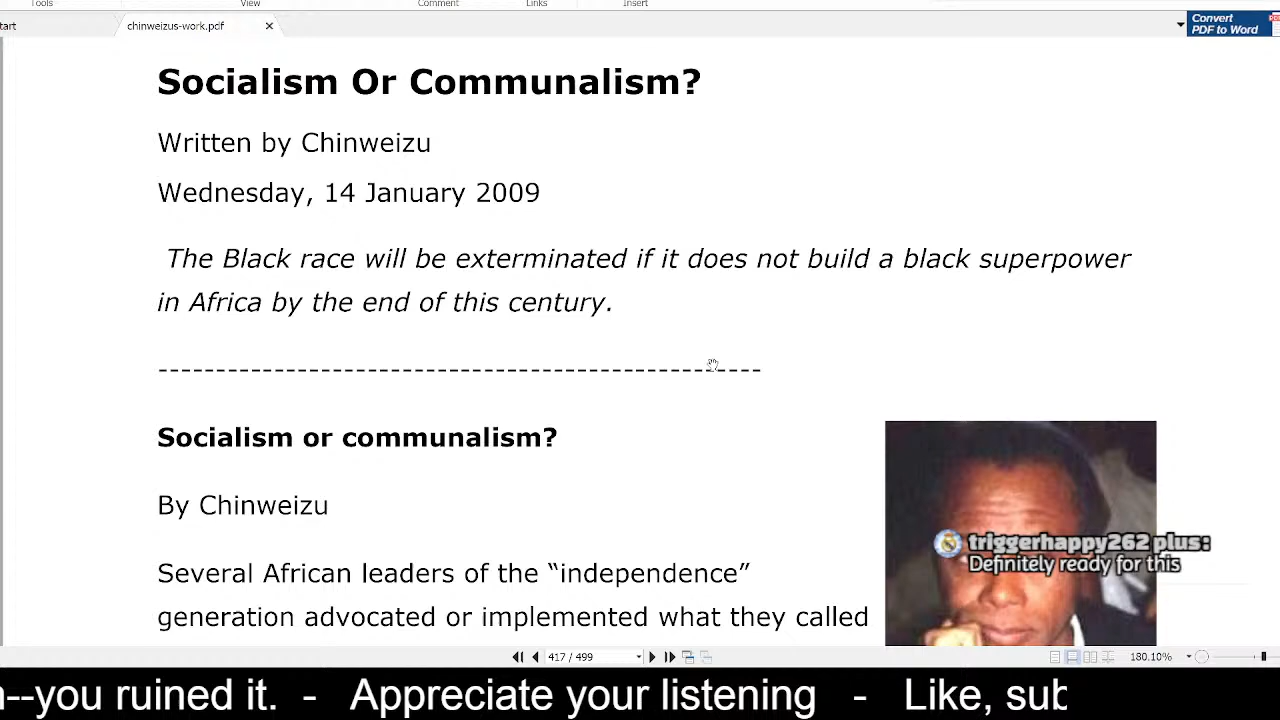 Tools View Comment Links Insert
tart chinweizus-work.pdf
Convert
PDF to Word
Socialism Or Communalism?
Written by Chinweizu
Wednesday, 14 January 2009
The Black race will be exterminated if it does not build a black superpower
in Africa by the end of this century.
-----------------------------------------------------
Socialism or communalism?
By Chinweizu
triggerhappy262 plus:
Definitely ready for this
Several African leaders of the “independence”
generation advocated or implemented what they called
417 / 499 180.10%
n--you ruined it. - Appreciate your listening - Like, sub